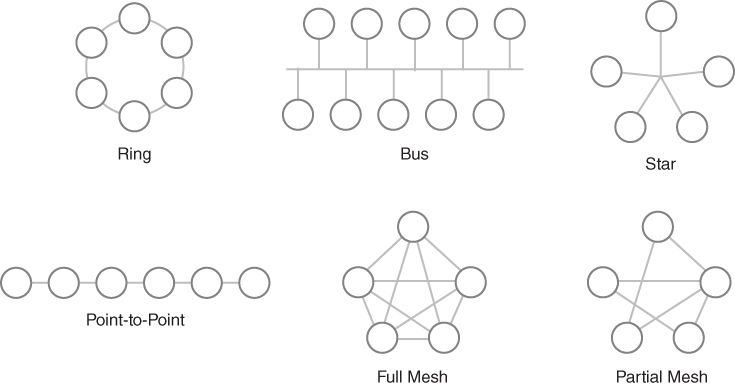 Ring
Bus
Star
Point-to-Point
Full Mesh
Partial Mesh